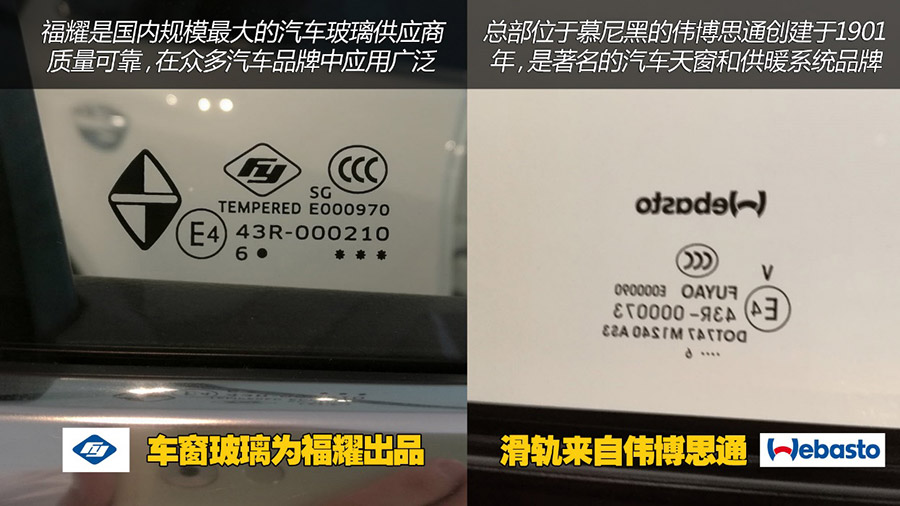 福耀是国内规模最大的汽车玻璃供应商
质量可靠,在众多汽车品牌中应用广泛
总部位于慕尼黑的伟博思通创建于1901
年,是著名的汽车天窗和供暖系统品牌
FY
CCC
SG
TEMPERED E000970
E4 43R-000210
6 ● ✱ ✱ ✱
Webasto
CCC
V
FUYAO E000090
E4 43R-000073
DOT747 M1240 AS3
.... 6
FY 车窗玻璃为福耀出品
滑轨来自伟博思通 Webasto